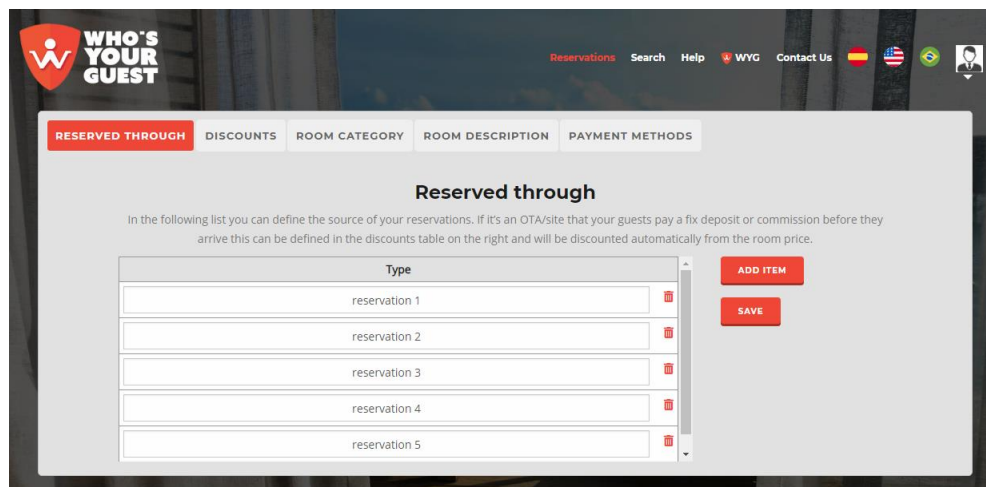 WHO'S
YOUR
GUEST
Reservations Search Help WYG Contact Us
RESERVED THROUGH DISCOUNTS ROOM CATEGORY ROOM DESCRIPTION PAYMENT METHODS
Reserved through
In the following list you can define the source of your reservations. If it's an OTA/site that your guests pay a fix deposit or commission before they
arrive this can be defined in the discounts table on the right and will be discounted automatically from the room price.
Type
ADD ITEM
reservation 1
SAVE
reservation 2
reservation 3
reservation 4
reservation 5